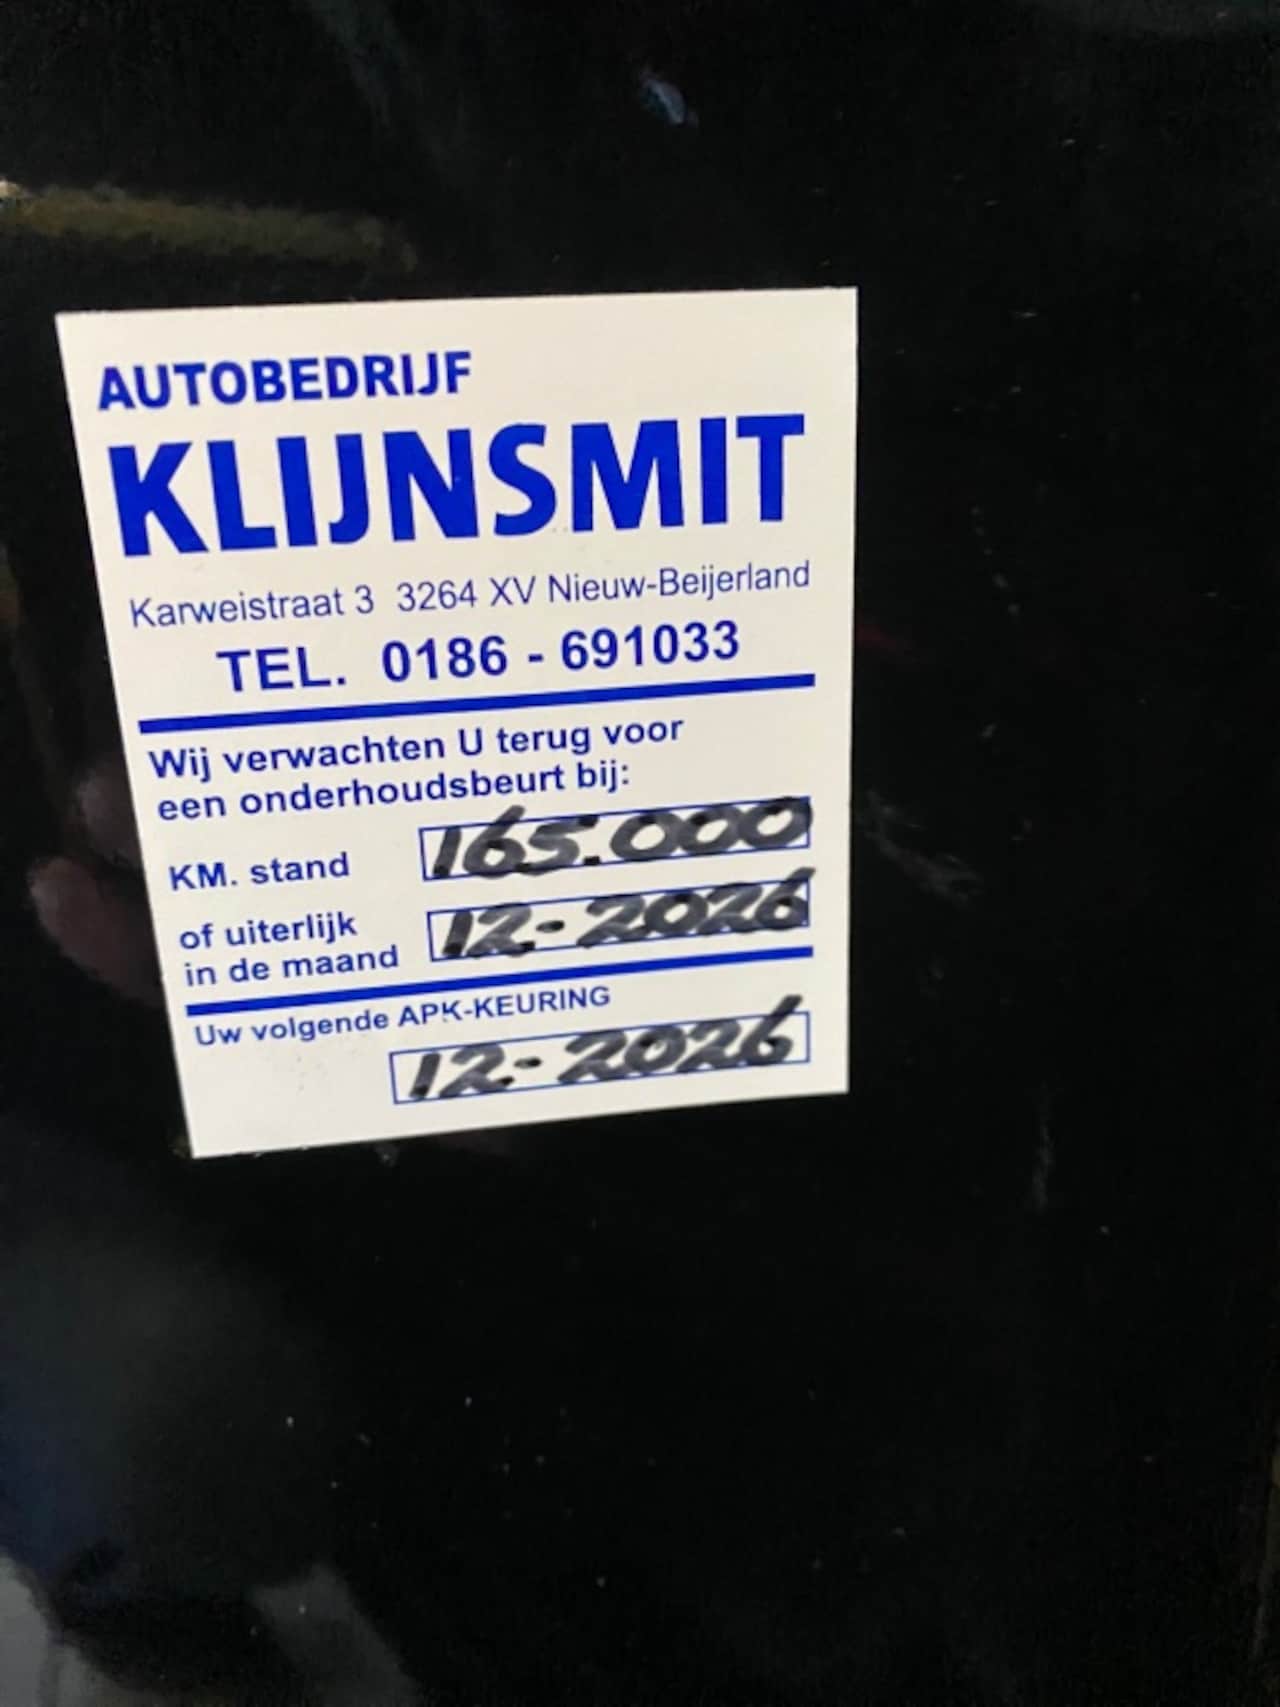 AUTOBEDRIJF
KLIJNSMIT
Karweistraat 3 3264 XV Nieuw-Beijerland
TEL. 0186 - 691033
Wij verwachten U terug voor
een onderhoudsbeurt bij:
KM. stand 165.000
of uiterlijk
in de maand 12-2026
Uw volgende APK-KEURING
12-2026